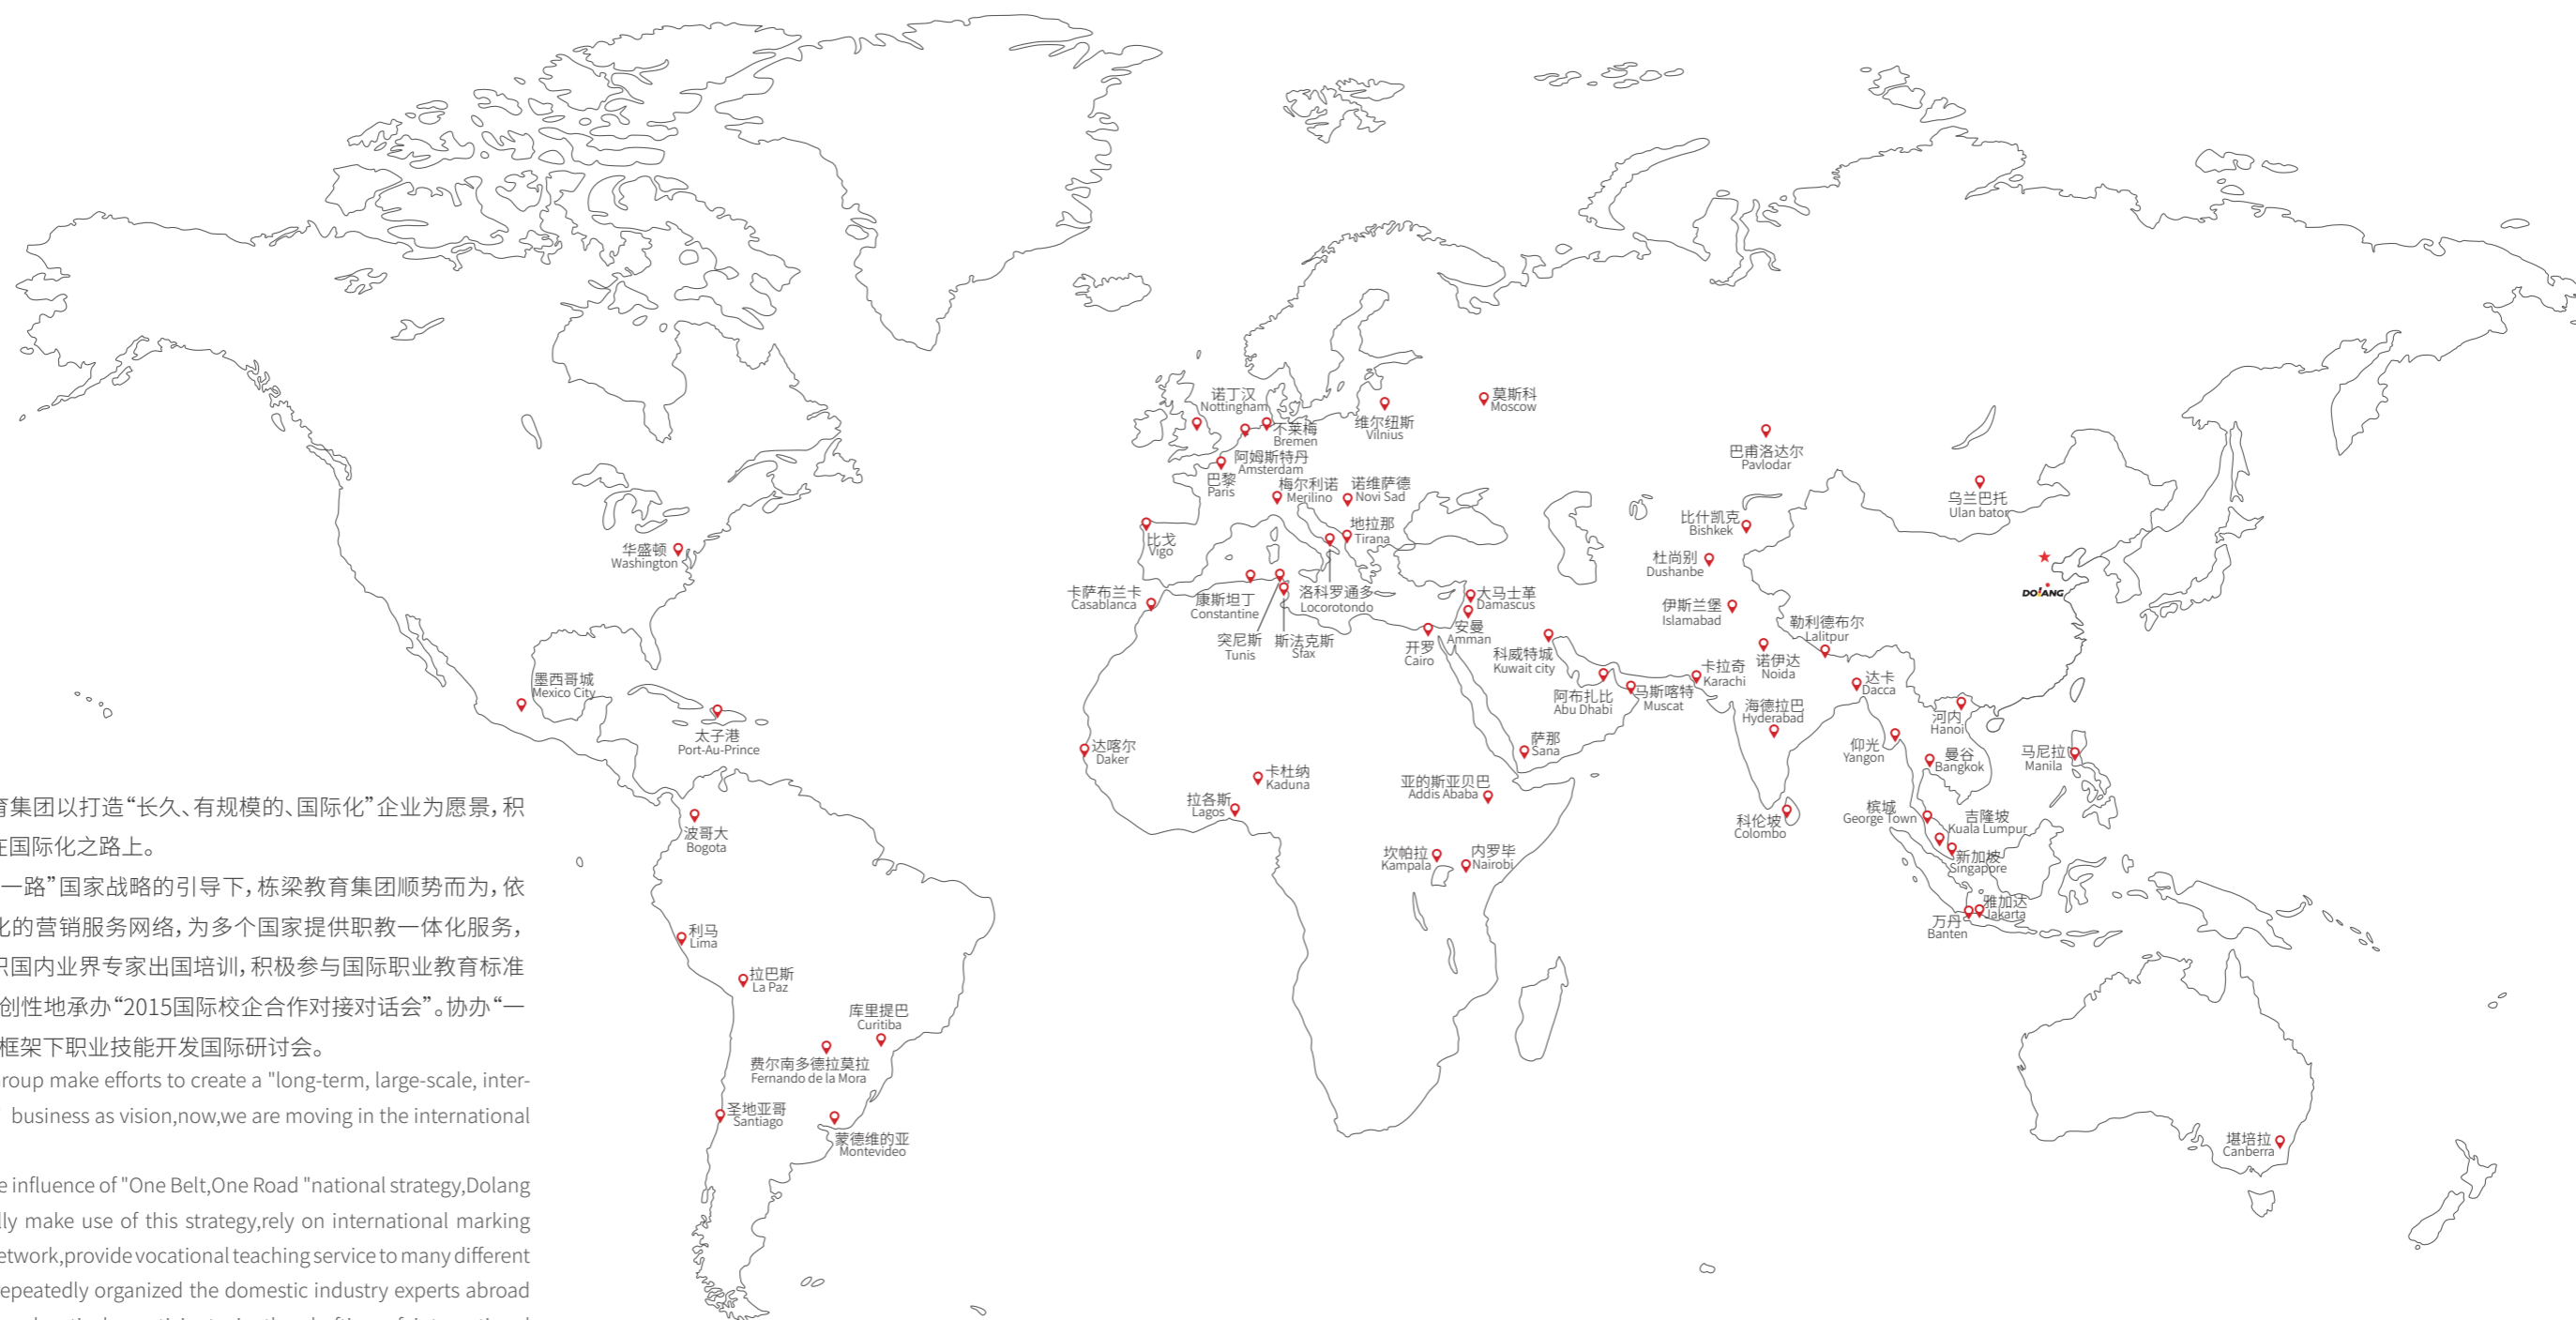 诺丁汉
Nottingham
不莱梅
Bremen
维尔纽斯
Vilnius
莫斯科
Moscow
阿姆斯特丹
Amsterdam
巴黎
Paris
梅尔利诺
Merilino
诺维萨德
Novi Sad
巴甫洛达尔
Pavlodar
乌兰巴托
Ulan bator
比什凯克
Bishkek
地拉那
Tirana
比戈
Vigo
华盛顿
Washington
杜尚别
Dushanbe
DOLANG
卡萨布兰卡
Casablanca
康斯坦丁
Constantine
洛科罗通多
Locorotondo
大马士革
Damascus
伊斯兰堡
Islamabad
突尼斯
Tunis
斯法克斯
Sfax
开罗
Cairo
安曼
Amman
科威特城
Kuwait city
勒利德布尔
Lalitpur
诺伊达
Noida
卡拉奇
Karachi
达卡
Dacca
墨西哥城
Mexico City
阿布扎比
Abu Dhabi
马斯喀特
Muscat
海德拉巴
Hyderabad
河内
Hanoi
太子港
Port-Au-Prince
达喀尔
Daker
萨那
Sana
仰光
Yangon
曼谷
Bangkok
马尼拉
Manila
卡杜纳
Kaduna
拉各斯
Lagos
亚的斯亚贝巴
Addis Ababa
科伦坡
Colombo
槟城
George Town
吉隆坡
Kuala Lumpur
新加坡
Singapore
波哥大
Bogota
坎帕拉
Kampala
内罗毕
Nairobi
雅加达
Jakarta
万丹
Banten
利马
Lima
拉巴斯
La Paz
库里提巴
Curitiba
费尔南多德拉莫拉
Fernando de la Mora
圣地亚哥
Santiago
蒙德维的亚
Montevideo
堪培拉
Canberra
育集团以打造“长久、有规模的、国际化”企业为愿景，积
在国际化之路上。
一路”国家战略的引导下，栋梁教育集团顺势而为，依
化的营销服务网络，为多个国家提供职教一体化服务，
织国内业界专家出国培训，积极参与国际职业教育标准
创性地承办“2015国际校企合作对接对话会”。协办“一
框架下职业技能开发国际研讨会。
roup make efforts to create a "long-term, large-scale, inter-
business as vision,now,we are moving in the international
e influence of "One Belt,One Road "national strategy,Dolang
lly make use of this strategy,rely on international marking
etwork,provide vocational teaching service to many different
epeatedly organized the domestic industry experts abroad